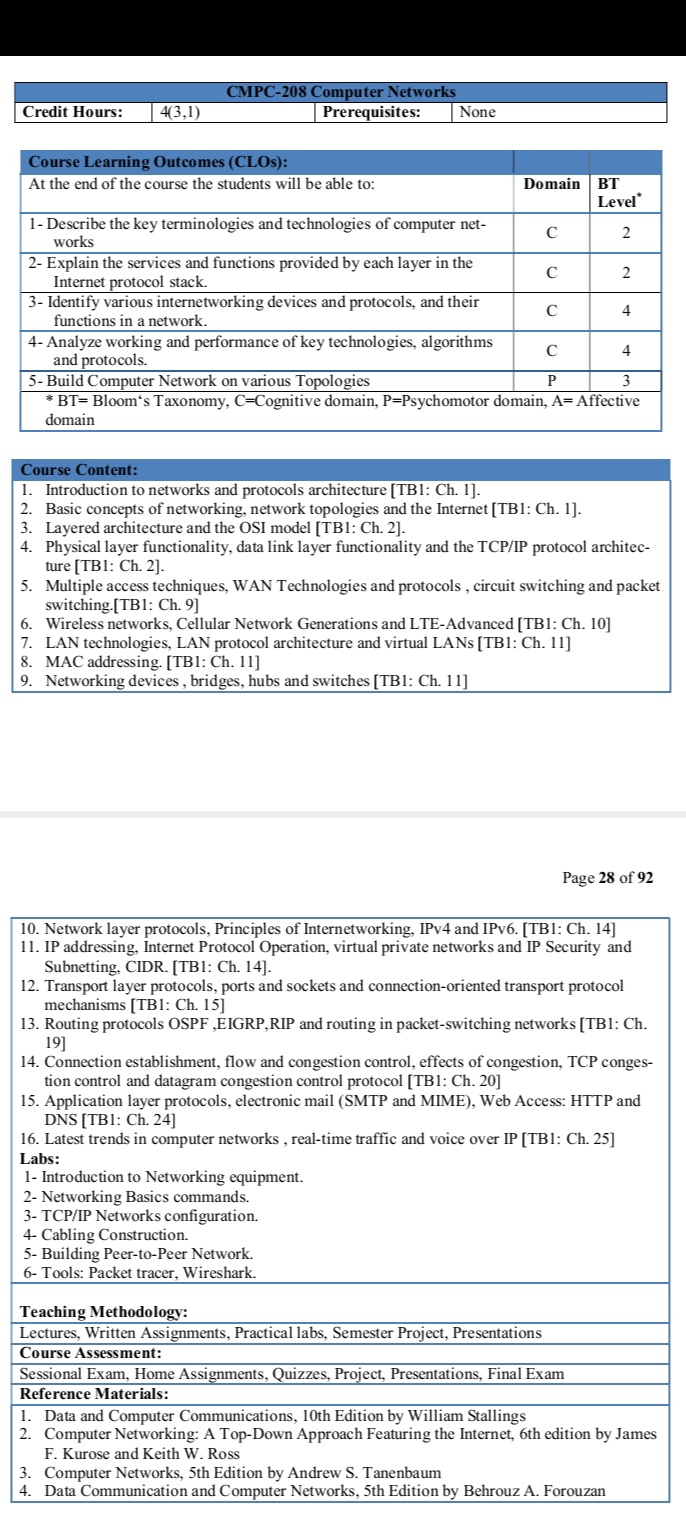 CMPC-208 Computer Networks
Credit Hours: 4(3,1) Prerequisites: None
Course Learning Outcomes (CLOs):
At the end of the course the students will be able to: Domain BT
Level*
1- Describe the key terminologies and technologies of computer net-
works C 2
2- Explain the services and functions provided by each layer in the
Internet protocol stack. C 2
3- Identify various internetworking devices and protocols, and their
functions in a network. C 4
4- Analyze working and performance of key technologies, algorithms
and protocols. C 4
5- Build Computer Network on various Topologies P 3
* BT= Bloom‘s Taxonomy, C=Cognitive domain, P=Psychomotor domain, A= Affective
domain
Course Content:
1. Introduction to networks and protocols architecture [TB1: Ch. 1].
2. Basic concepts of networking, network topologies and the Internet [TB1: Ch. 1].
3. Layered architecture and the OSI model [TB1: Ch. 2].
4. Physical layer functionality, data link layer functionality and the TCP/IP protocol architec-
ture [TB1: Ch. 2].
5. Multiple access techniques, WAN Technologies and protocols , circuit switching and packet
switching.[TB1: Ch. 9]
6. Wireless networks, Cellular Network Generations and LTE-Advanced [TB1: Ch. 10]
7. LAN technologies, LAN protocol architecture and virtual LANs [TB1: Ch. 11]
8. MAC addressing. [TB1: Ch. 11]
9. Networking devices , bridges, hubs and switches [TB1: Ch. 11]
Page 28 of 92
10. Network layer protocols, Principles of Internetworking, IPv4 and IPv6. [TB1: Ch. 14]
11. IP addressing, Internet Protocol Operation, virtual private networks and IP Security and
Subnetting, CIDR. [TB1: Ch. 14].
12. Transport layer protocols, ports and sockets and connection-oriented transport protocol
mechanisms [TB1: Ch. 15]
13. Routing protocols OSPF ,EIGRP,RIP and routing in packet-switching networks [TB1: Ch.
19]
14. Connection establishment, flow and congestion control, effects of congestion, TCP conges-
tion control and datagram congestion control protocol [TB1: Ch. 20]
15. Application layer protocols, electronic mail (SMTP and MIME), Web Access: HTTP and
DNS [TB1: Ch. 24]
16. Latest trends in computer networks , real-time traffic and voice over IP [TB1: Ch. 25]
Labs:
1- Introduction to Networking equipment.
2- Networking Basics commands.
3- TCP/IP Networks configuration.
4- Cabling Construction.
5- Building Peer-to-Peer Network.
6- Tools: Packet tracer, Wireshark.
Teaching Methodology:
Lectures, Written Assignments, Practical labs, Semester Project, Presentations
Course Assessment:
Sessional Exam, Home Assignments, Quizzes, Project, Presentations, Final Exam
Reference Materials:
1. Data and Computer Communications, 10th Edition by William Stallings
2. Computer Networking: A Top-Down Approach Featuring the Internet, 6th edition by James
F. Kurose and Keith W. Ross
3. Computer Networks, 5th Edition by Andrew S. Tanenbaum
4. Data Communication and Computer Networks, 5th Edition by Behrouz A. Forouzan